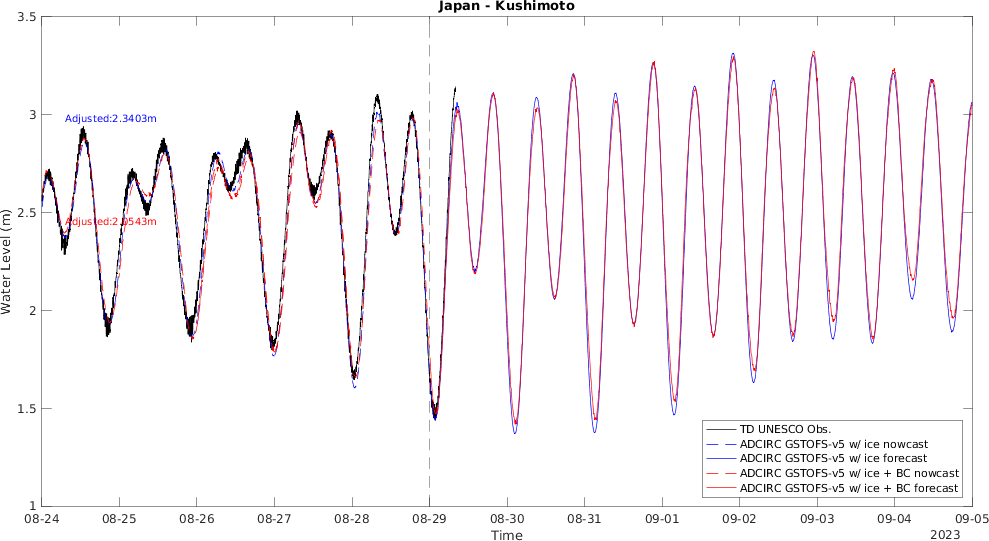 Japan - Kushimoto
3.5
3
2.5
2
1.5
1
Water Level (m)
Adjusted:2.3403m
Adjusted:2.0543m
TD UNESCO Obs.
ADCIRC GSTOFS-v5 w/ ice nowcast
ADCIRC GSTOFS-v5 w/ ice forecast
ADCIRC GSTOFS-v5 w/ ice + BC nowcast
ADCIRC GSTOFS-v5 w/ ice + BC forecast
08-24 08-25 08-26 08-27 08-28 08-29 08-30 08-31 09-01 09-02 09-03 09-04 09-05
Time
2023